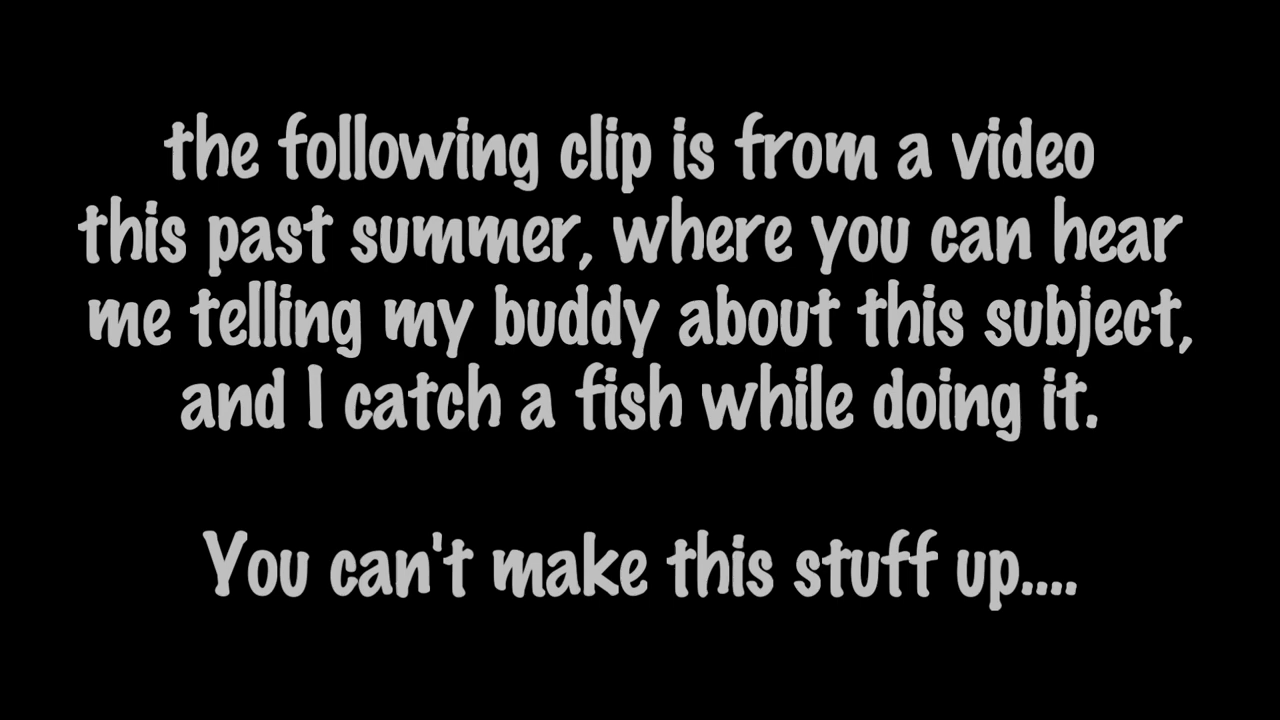 the following clip is from a video
this past summer, where you can hear
me telling my buddy about this subject,
and I catch a fish while doing it.
You can't make this stuff up....